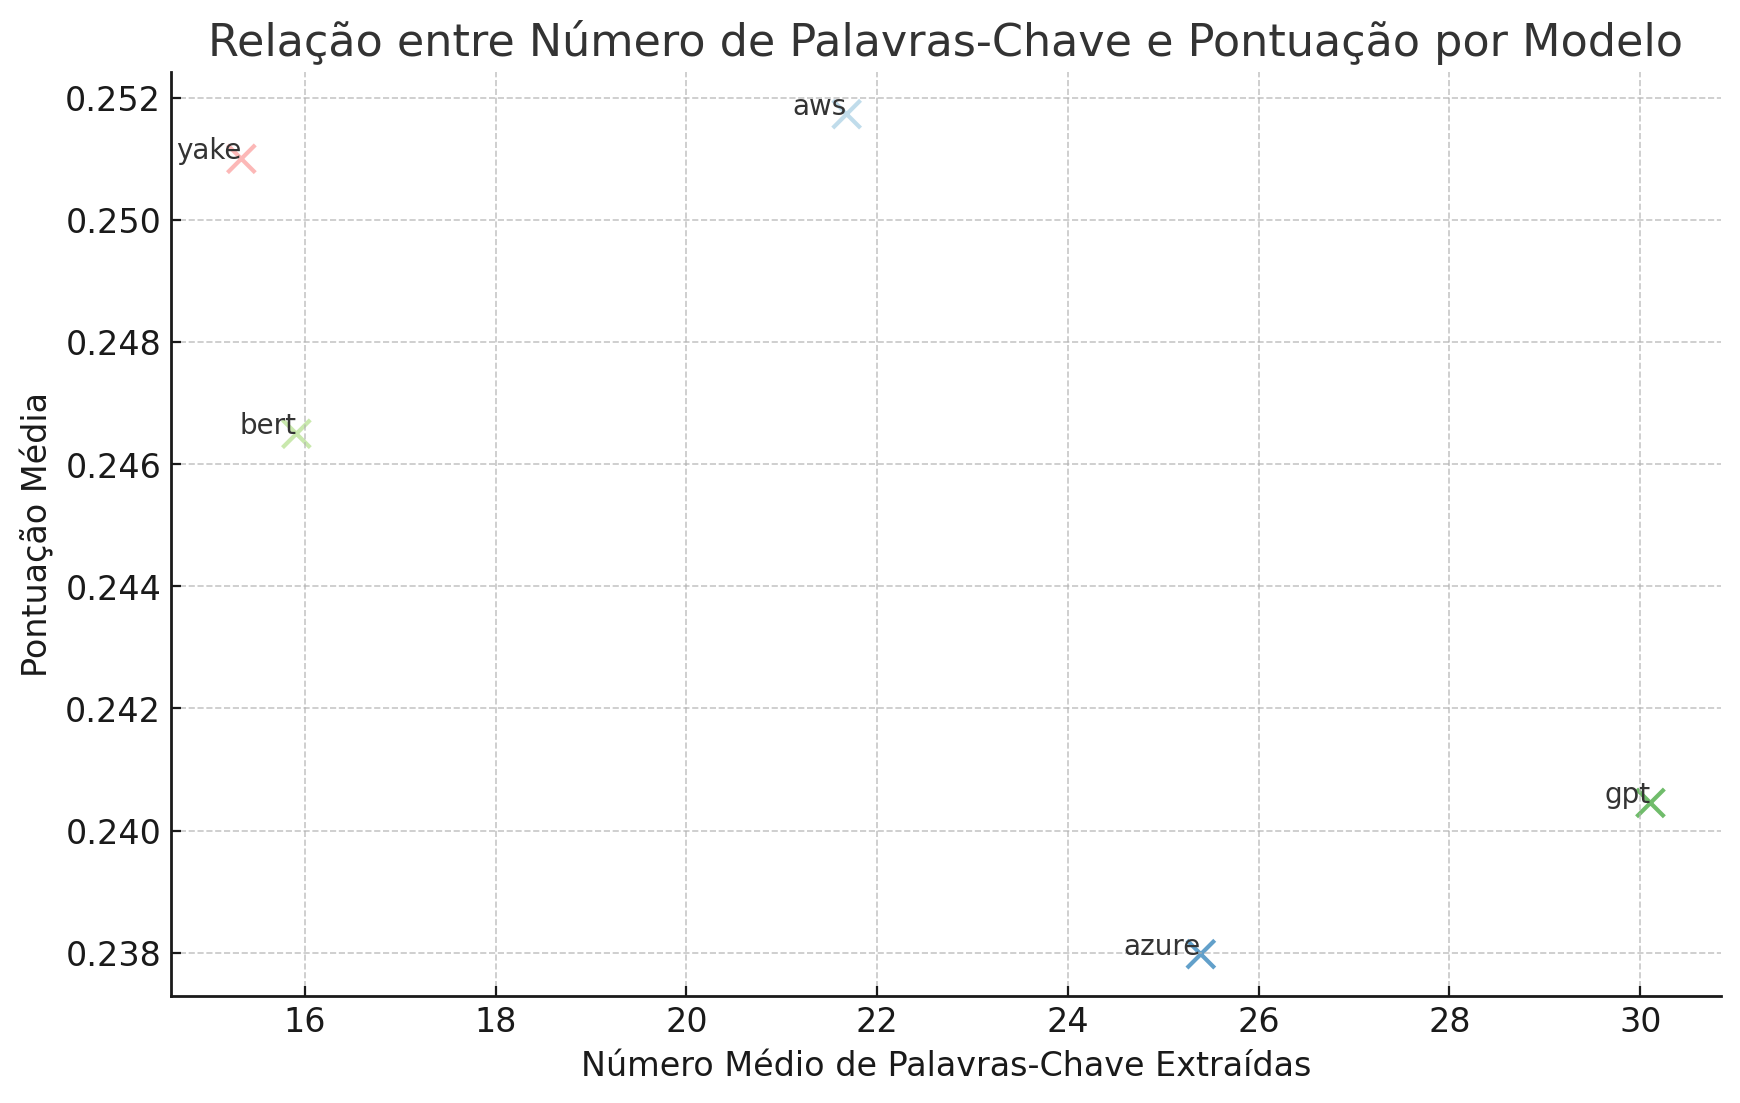 Relação entre Número de Palavras-Chave e Pontuação por Modelo
0.252
aws
yake
0.250
0.248
bert
0.246
Pontuação Média
0.244
0.242
gpt
0.240
azure
0.238
16 18 20 22 24 26 28 30
Número Médio de Palavras-Chave Extraídas